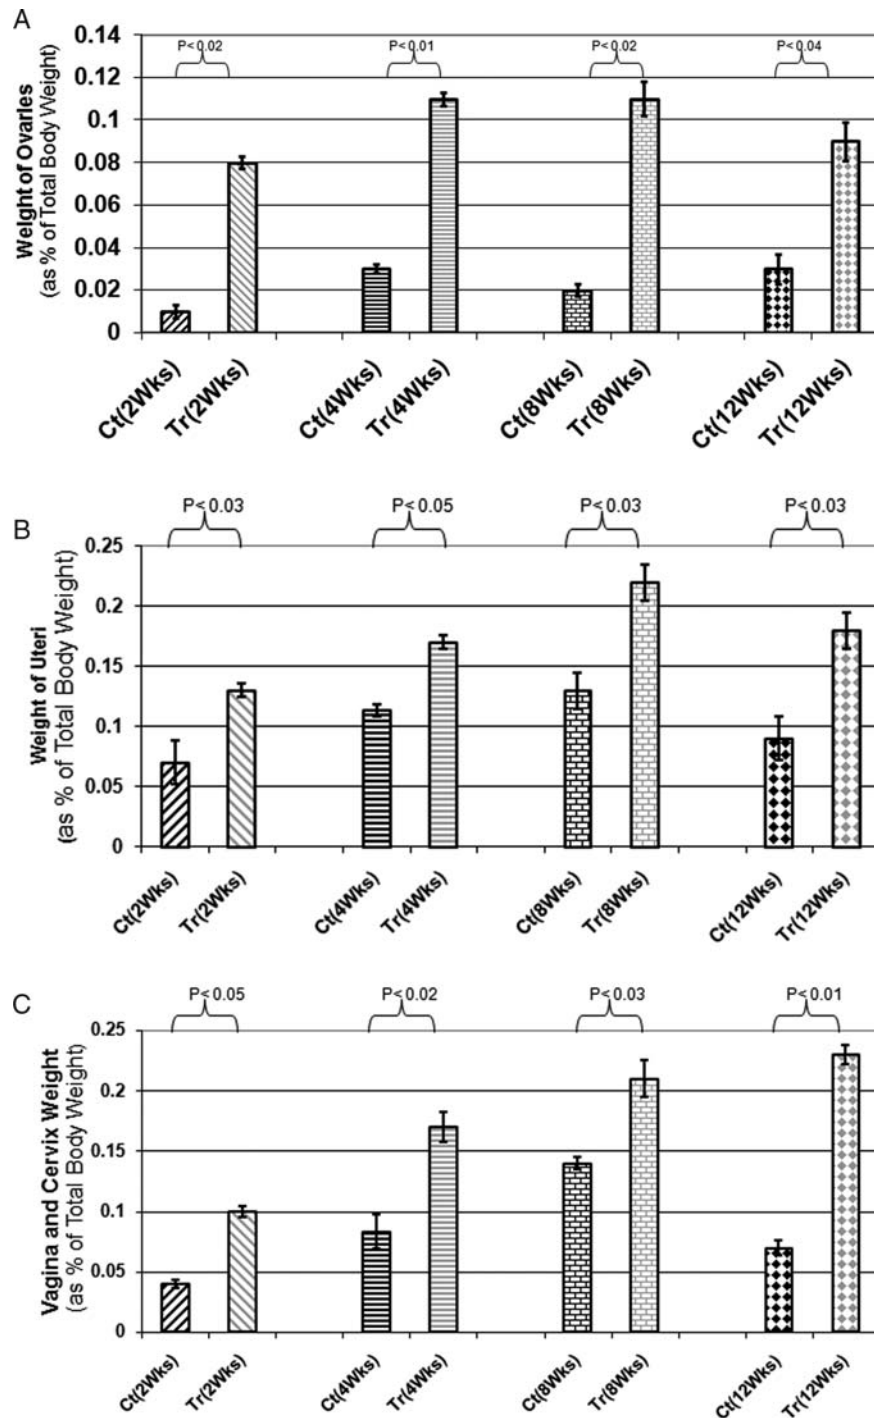 A
P<0.02 P<0.01 P<0.02 P<0.04
0.14
0.12
0.1
0.08
0.06
0.04
0.02
0
Weight of Ovarles
(as % of Total Body Weight)
Ct(2Wks) Tr(2Wks) Ct(4Wks) Tr(4Wks) Ct(8Wks) Tr(8Wks) Ct(12Wks) Tr(12Wks)
B
P<0.03 P<0.05 P<0.03 P<0.03
0.25
0.2
0.15
0.1
0.05
0
Weight of Uteri
(as % of Total Body Weight)
Ct(2Wks) Tr(2Wks) Ct(4Wks) Tr(4Wks) Ct(8Wks) Tr(8Wks) Ct(12Wks) Tr(12Wks)
C
P<0.05 P<0.02 P<0.03 P<0.01
0.25
0.2
0.15
0.1
0.05
0
Vagina and Cervix Weight
(as % of Total Body Weight)
Ct(2Wks) Tr(2Wks) Ct(4Wks) Tr(4Wks) Ct(8Wks) Tr(8Wks) Ct(12Wks) Tr(12Wks)